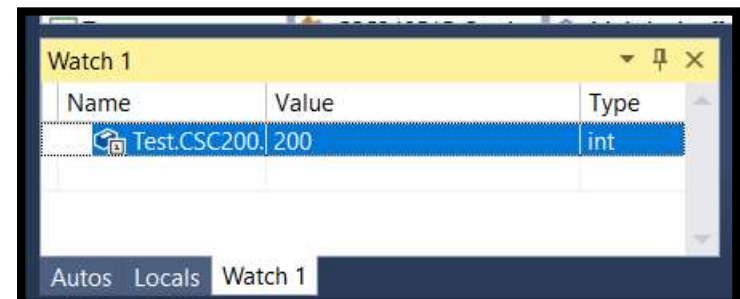 Watch 1
Name Value Type
Test.CSC200. 200 int
Autos Locals Watch 1